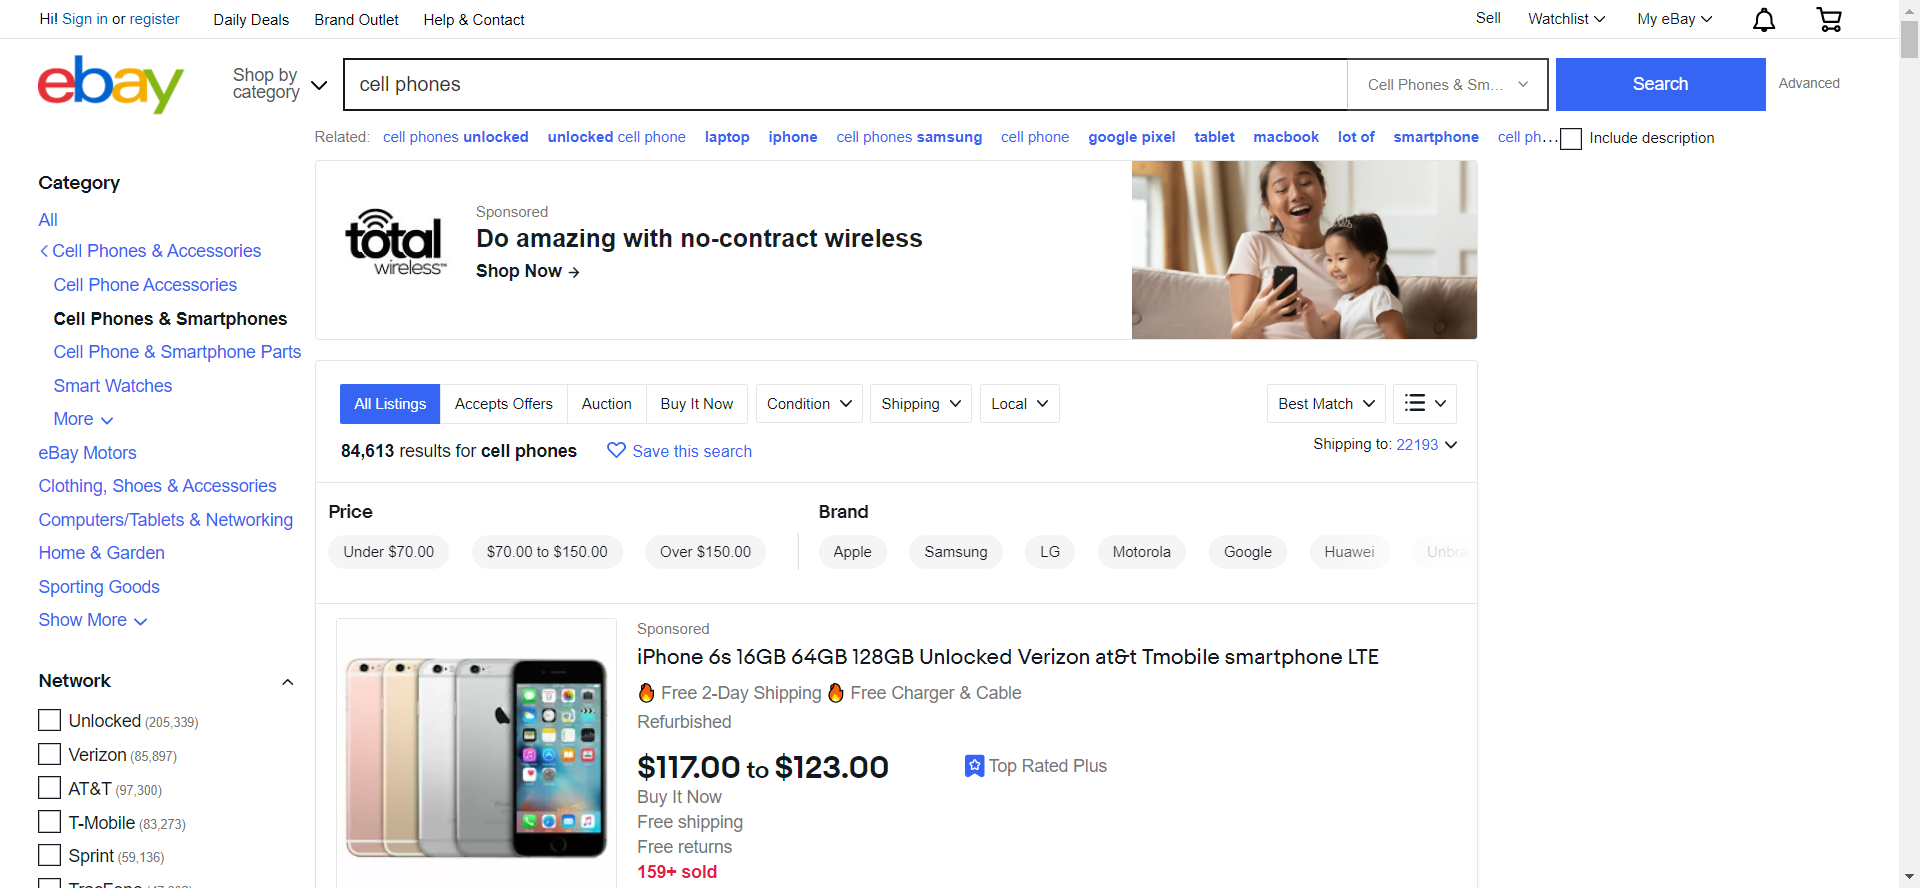 Hi! Sign in or register Daily Deals Brand Outlet Help & Contact Sell Watchlist My eBay
ebay Shop by category cell phones Cell Phones & Sm... Search Advanced
Related: cell phones unlocked unlocked cell phone laptop iphone cell phones samsung cell phone google pixel tablet macbook lot of smartphone cell ph... Include description
Category
All
Cell Phones & Accessories
Cell Phone Accessories
Cell Phones & Smartphones
Cell Phone & Smartphone Parts
Smart Watches
More
eBay Motors
Clothing, Shoes & Accessories
Computers/Tablets & Networking
Home & Garden
Sporting Goods
Show More
Network
Unlocked (205,339)
Verizon (85,897)
AT&T (97,300)
T-Mobile (83,273)
Sprint (59,136)
total wireless
Sponsored
Do amazing with no-contract wireless
Shop Now →
All Listings Accepts Offers Auction Buy It Now Condition Shipping Local Best Match
84,613 results for cell phones Save this search Shipping to: 22193
Price
Under $70.00 $70.00 to $150.00 Over $150.00
Brand
Apple Samsung LG Motorola Google Huawei
Sponsored
iPhone 6s 16GB 64GB 128GB Unlocked Verizon at&t Tmobile smartphone LTE
🔥 Free 2-Day Shipping 🔥 Free Charger & Cable
Refurbished
$117.00 to $123.00 Top Rated Plus
Buy It Now
Free shipping
Free returns
159+ sold